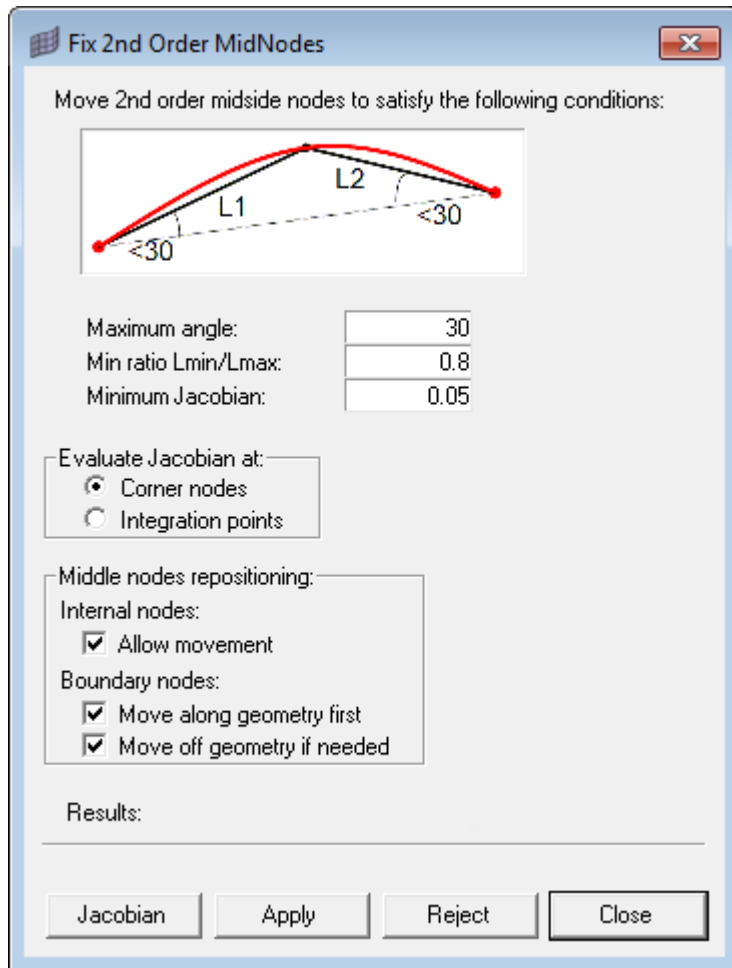 Fix 2nd Order MidNodes
Move 2nd order midside nodes to satisfy the following conditions:
L1
L2
<30
<30
Maximum angle: 30
Min ratio Lmin/Lmax: 0.8
Minimum Jacobian: 0.05
Evaluate Jacobian at:
Corner nodes
Integration points
Middle nodes repositioning:
Internal nodes:
Allow movement
Boundary nodes:
Move along geometry first
Move off geometry if needed
Results:
Jacobian Apply Reject Close